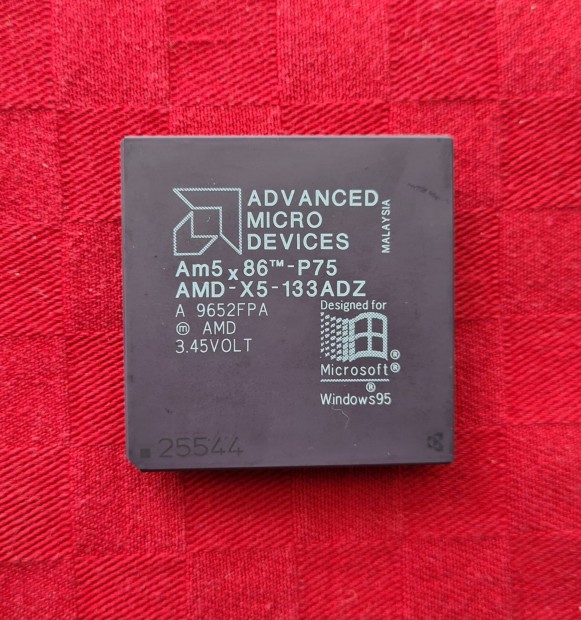 ADVANCED
MICRO
DEVICES
MALAYSIA
Am5x86™-P75
AMD-X5-133ADZ
A 9652FPA
ⓜ AMD
3.45VOLT
Designed for
Microsoft®
®
Windows95
25544